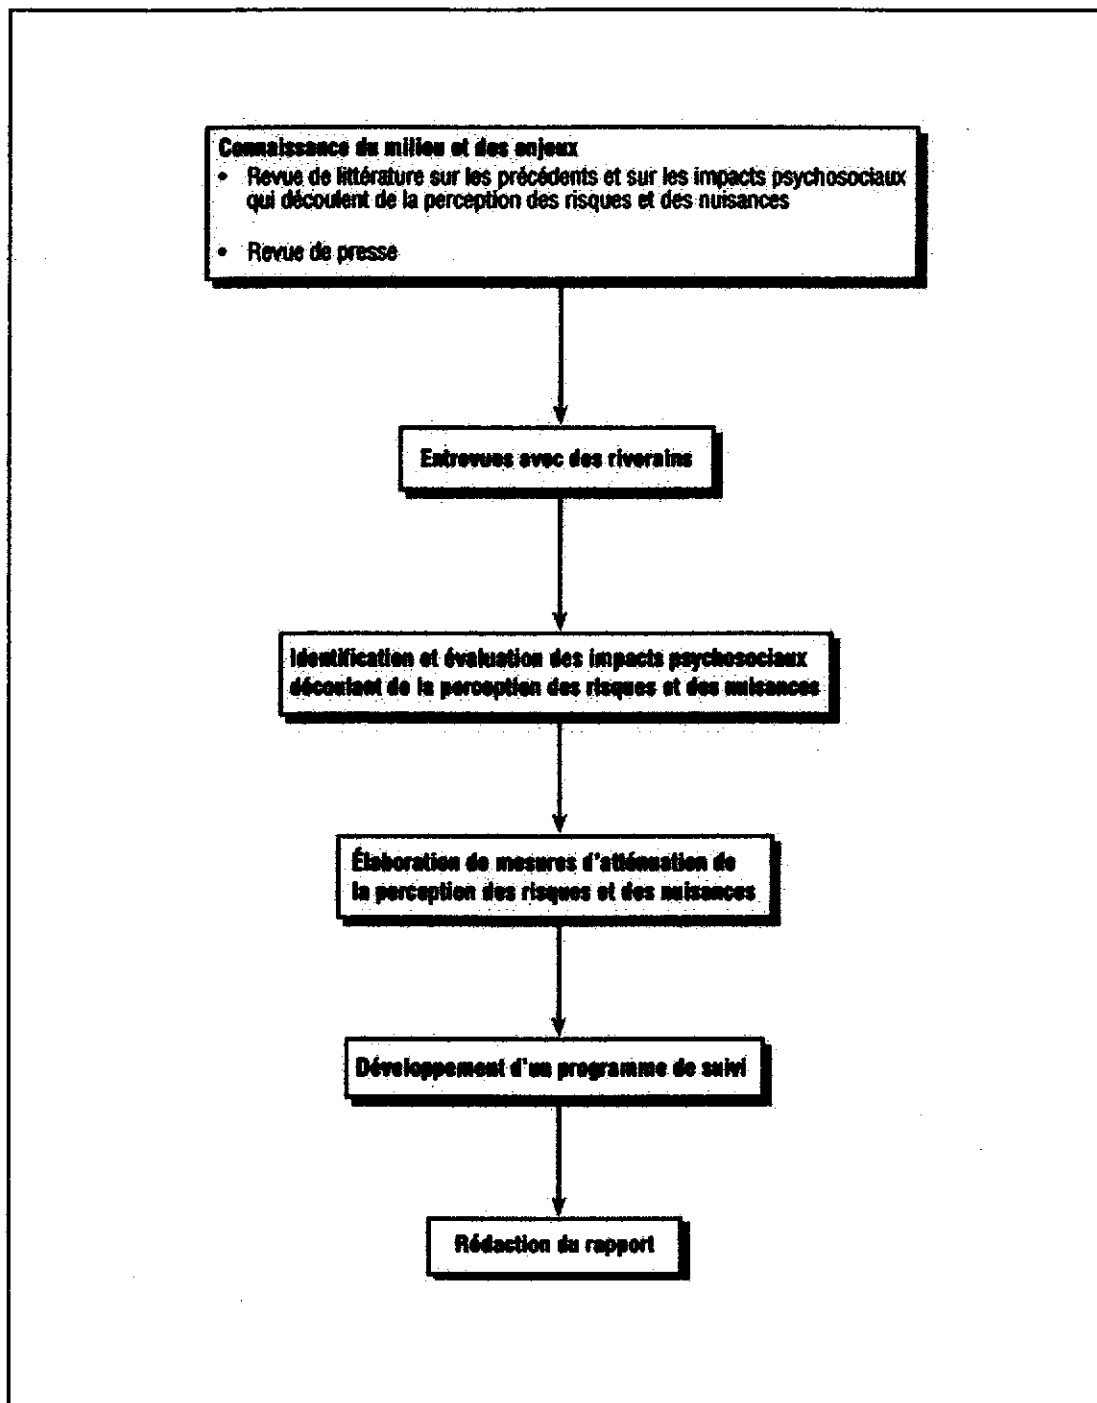 Connaissance du milieu et des enjeux
• Revue de littérature sur les précédents et sur les impacts psychosociaux
qui découlent de la perception des risques et des nuisances
• Revue de presse
Entrevues avec des riverains
Identification et évaluation des impacts psychosociaux
découlant de la perception des risques et des nuisances
Élaboration de mesures d'atténuation de
la perception des risques et des nuisances
Développement d'un programme de suivi
Rédaction du rapport